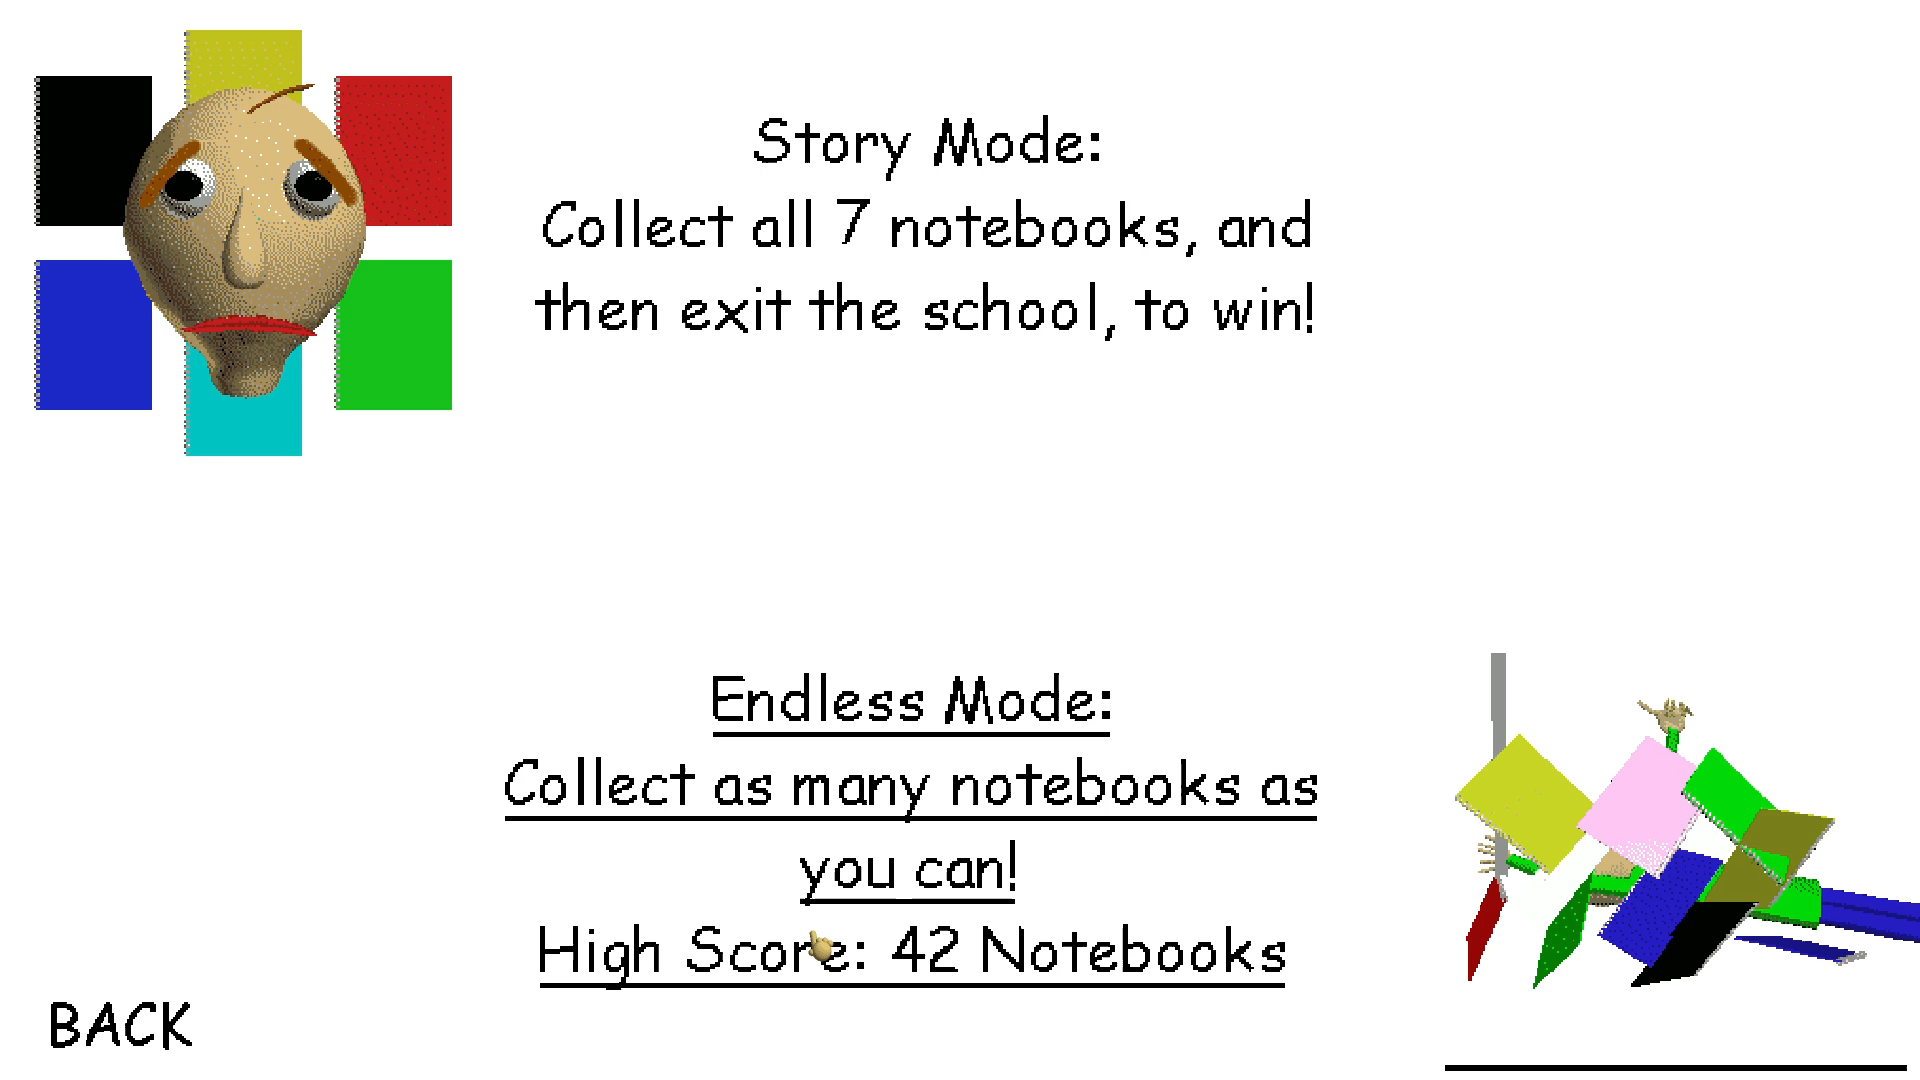 Story Mode:
Collect all 7 notebooks, and
then exit the school, to win!
Endless Mode:
Collect as many notebooks as
you can!
High Score: 42 Notebooks
BACK